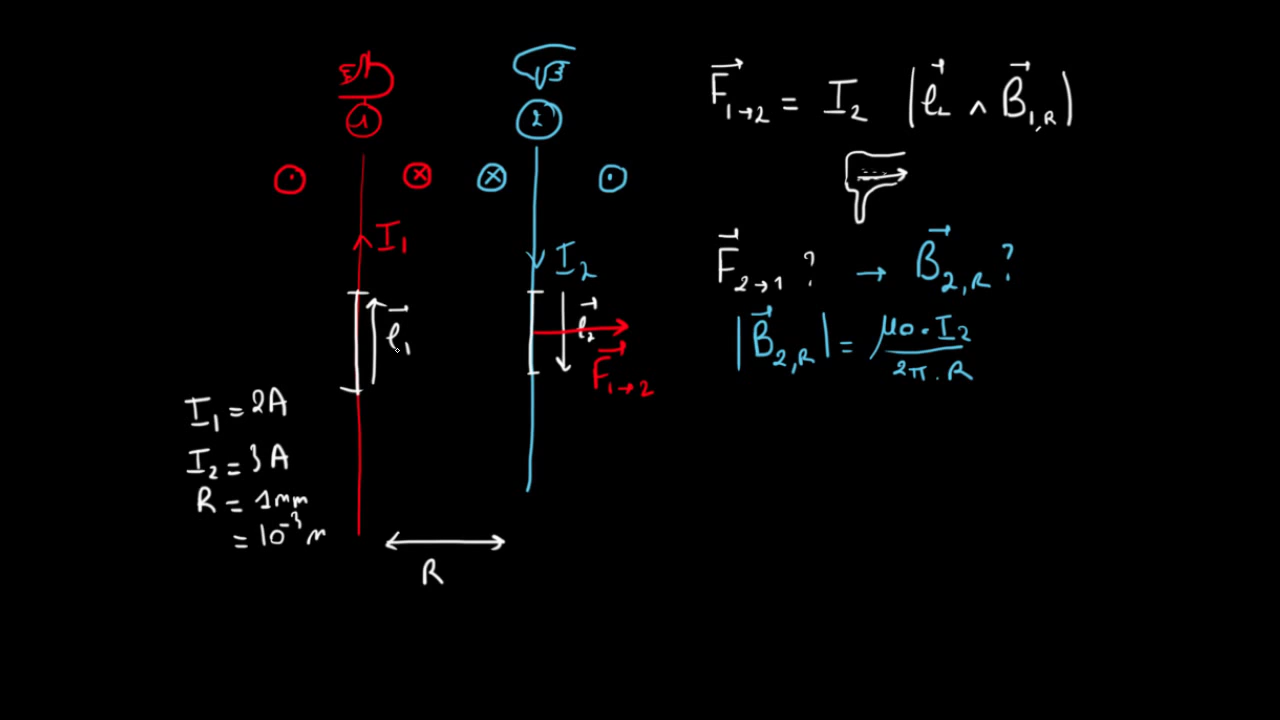 1
2
I₁
I₂
ℓ⃗₁
ℓ⃗₂
F⃗₁→₂
I₁ = 2A
I₂ = 3A
R = 1mm
= 10⁻³ m
R
F⃗₁→₂ = I₂ |ℓ⃗₂ ∧ B⃗₁,R|
F⃗₂→₁ ? → B⃗₂,R ?
|B⃗₂,R| = μ0 · I₂ / 2π . R